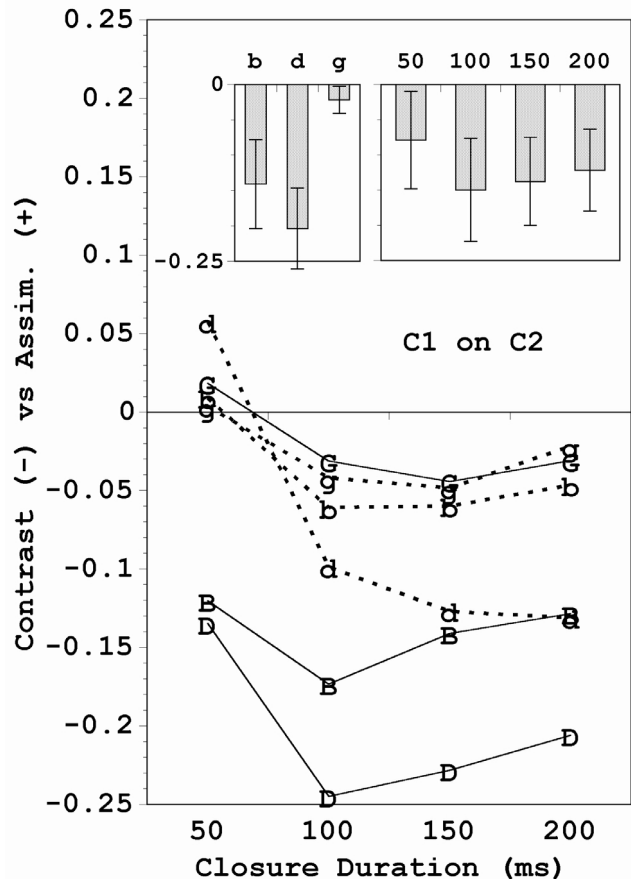 0.25
b d g
50 100 150 200
0
-0.25
0.2
0.15
0.1
0.05
0
-0.05
-0.1
-0.15
-0.2
-0.25
Contrast (-) vs Assim. (+)
C1 on C2
d
G
b
g
G
g
b
d
B
D
G
g
b
d
B
D
g
G
b
B
d
D
B
D
50 100 150 200
Closure Duration (ms)